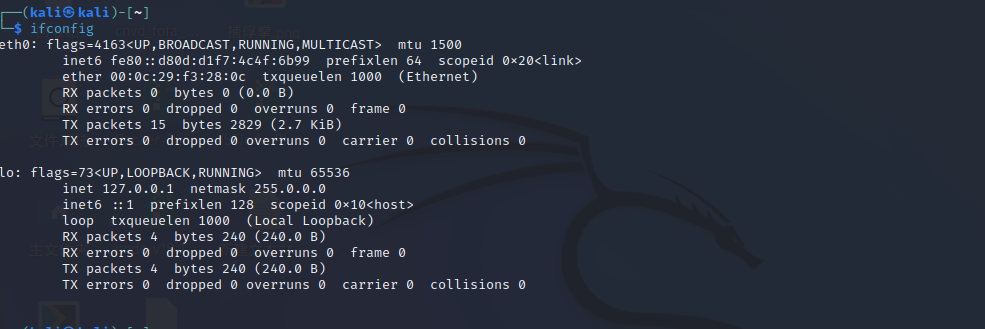 ┌──(kali㉿kali)-[~]
└─$ ifconfig
eth0: flags=4163<UP,BROADCAST,RUNNING,MULTICAST>  mtu 1500
        inet6 fe80::d80d:d1f7:4c4f:6b99  prefixlen 64  scopeid 0×20<link>
        ether 00:0c:29:f3:28:0c  txqueuelen 1000  (Ethernet)
        RX packets 0  bytes 0 (0.0 B)
        RX errors 0  dropped 0  overruns 0  frame 0
        TX packets 15  bytes 2829 (2.7 KiB)
        TX errors 0  dropped 0 overruns 0  carrier 0  collisions 0

lo: flags=73<UP,LOOPBACK,RUNNING>  mtu 65536
        inet 127.0.0.1  netmask 255.0.0.0
        inet6 ::1  prefixlen 128  scopeid 0×10<host>
        loop  txqueuelen 1000  (Local Loopback)
        RX packets 4  bytes 240 (240.0 B)
        RX errors 0  dropped 0  overruns 0  frame 0
        TX packets 4  bytes 240 (240.0 B)
        TX errors 0  dropped 0 overruns 0  carrier 0  collisions 0